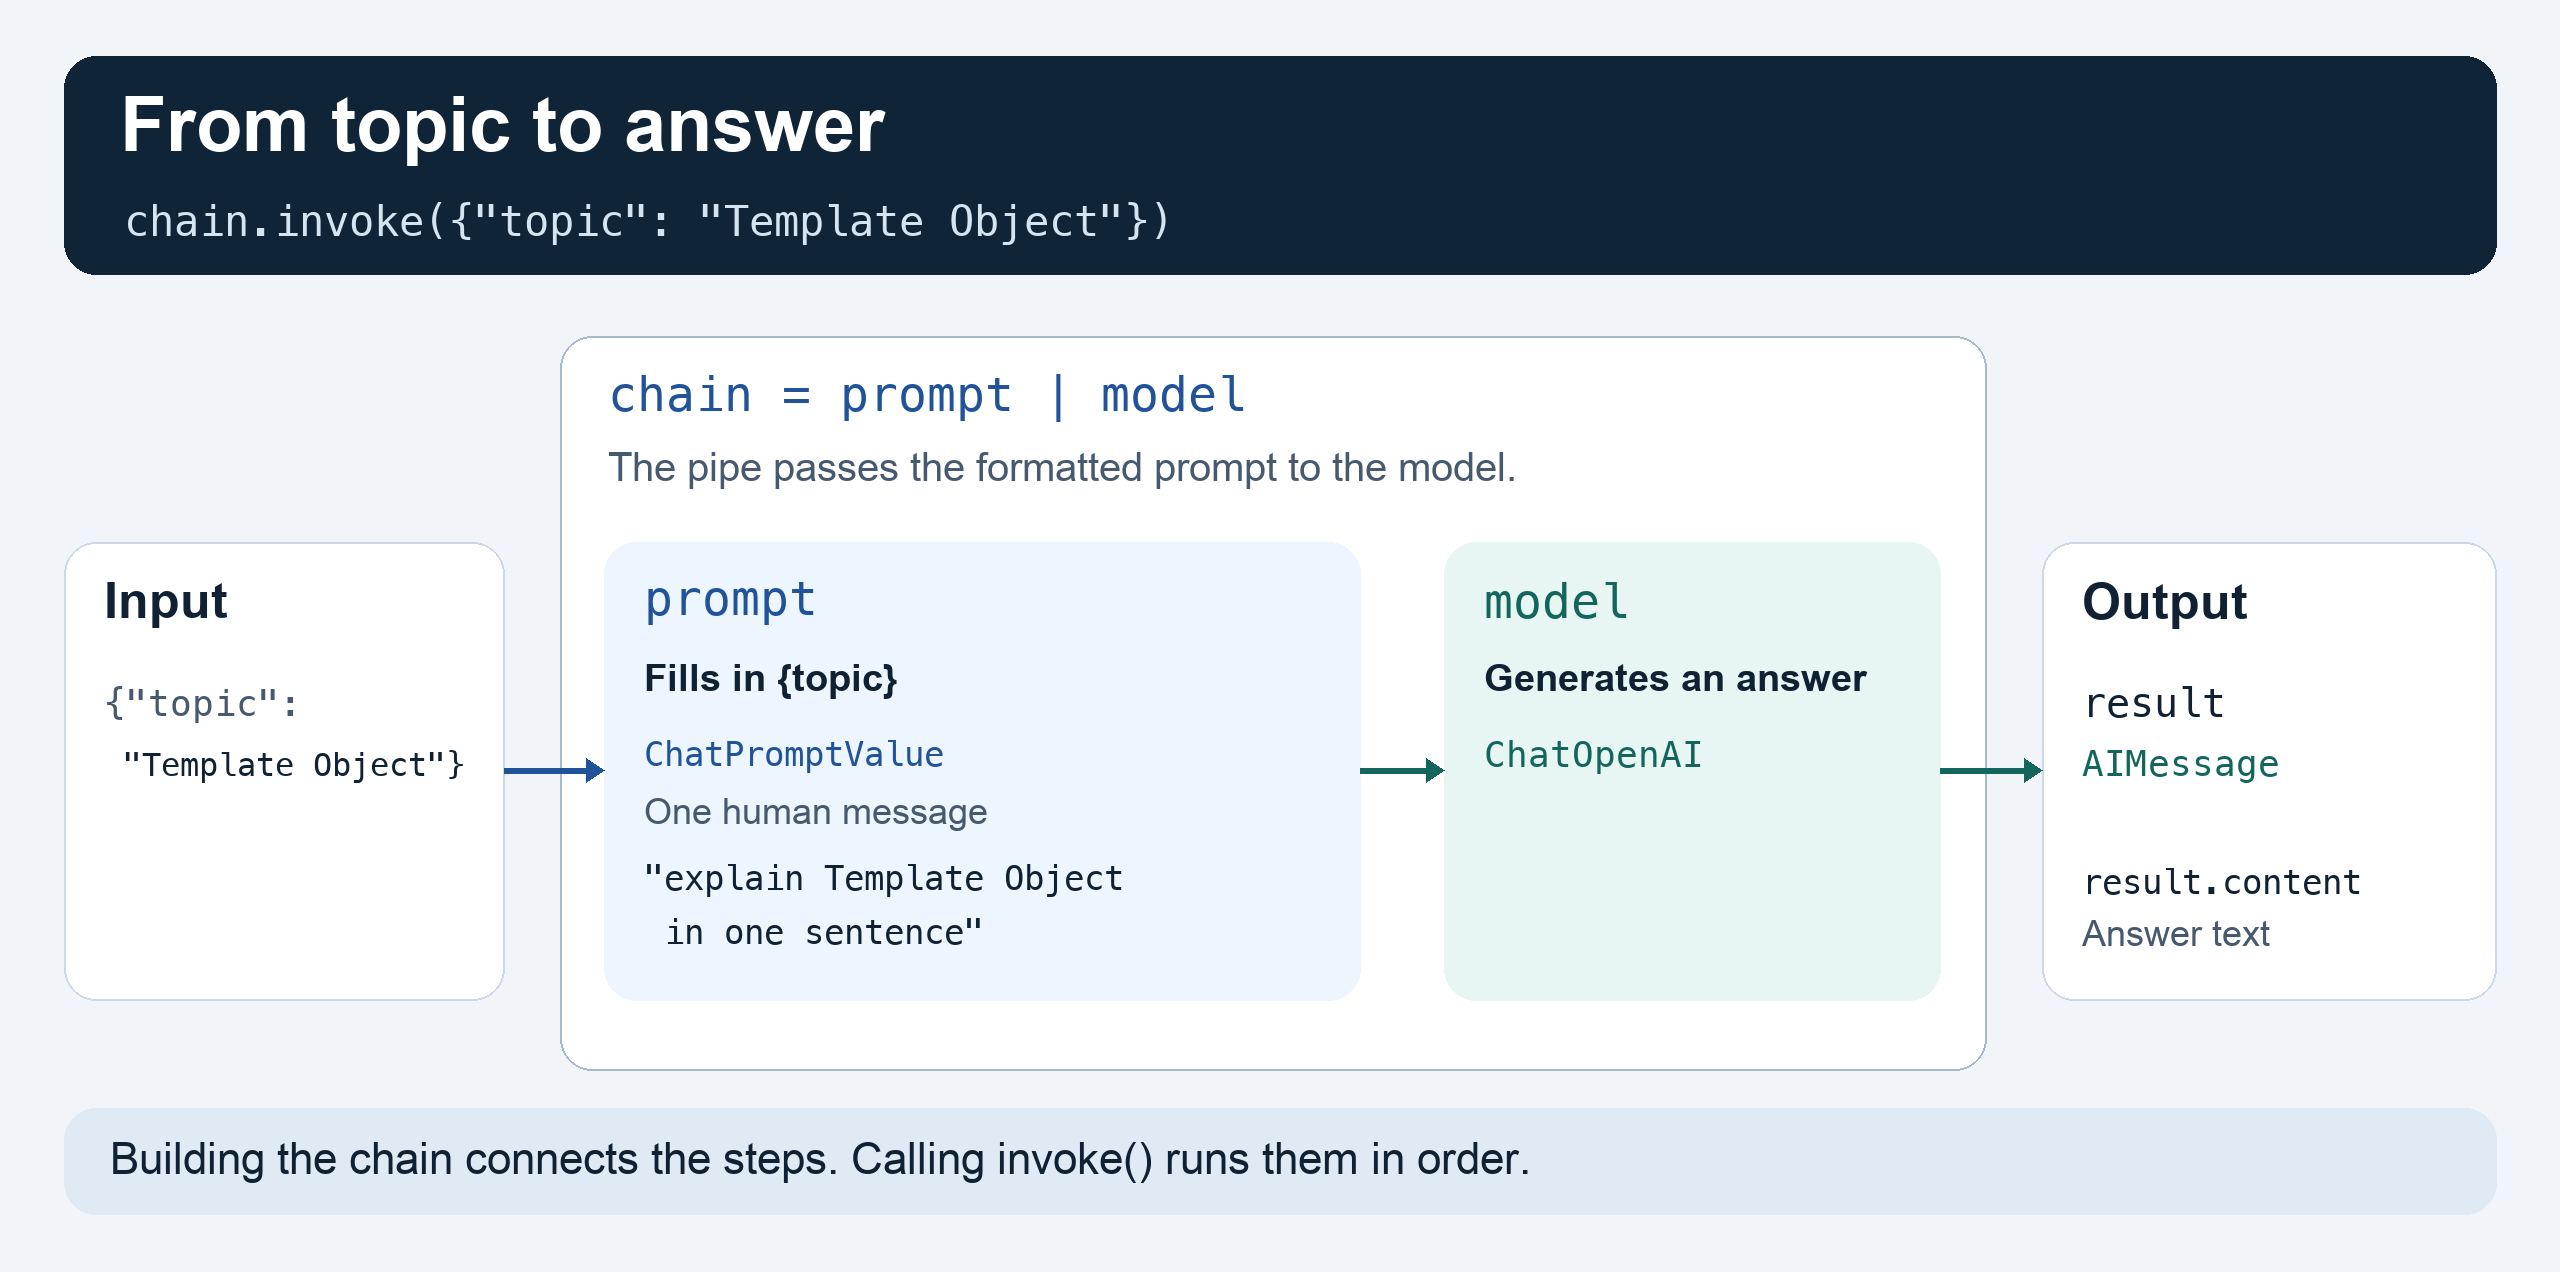 From topic to answer
chain.invoke({"topic": "Template Object"})
chain = prompt | model
The pipe passes the formatted prompt to the model.
Input
{"topic":
"Template Object"}
prompt
Fills in {topic}
ChatPromptValue
One human message
"explain Template Object
in one sentence"
model
Generates an answer
ChatOpenAI
Output
result
AIMessage
result.content
Answer text
Building the chain connects the steps. Calling invoke() runs them in order.